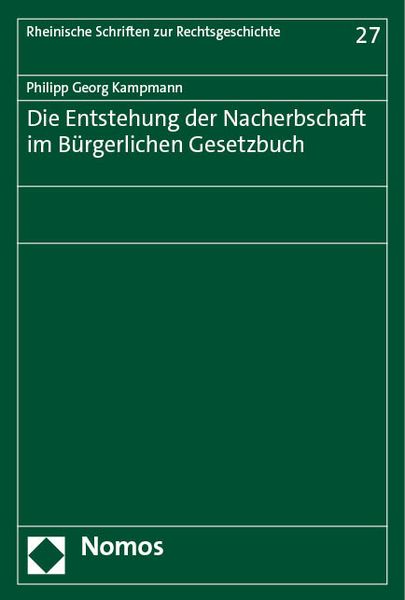 Rheinische Schriften zur Rechtsgeschichte 27
Philipp Georg Kampmann
Die Entstehung der Nacherbschaft
im Bürgerlichen Gesetzbuch
Nomos